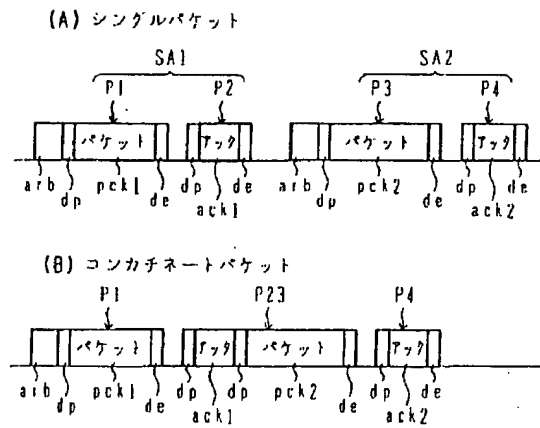 (A) シングルパケット
SA1 SA2
P1 P2 P3 P4
パケット アック パケット アック
arb dp pck1 de dp ack1 de arb dp pck2 de dp ack2 de
(B) コンカチネートパケット
P1 P23 P4
パケット アック パケット アック
arb dp pck1 de dp ack1 dp pck2 de dp ack2 de